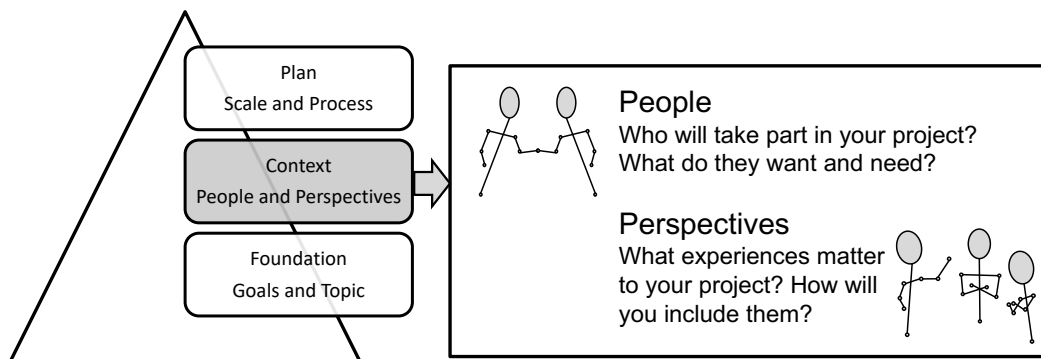 Plan
Scale and Process
Context
People and Perspectives
Foundation
Goals and Topic
People
Who will take part in your project?
What do they want and need?
Perspectives
What experiences matter
to your project? How will
you include them?